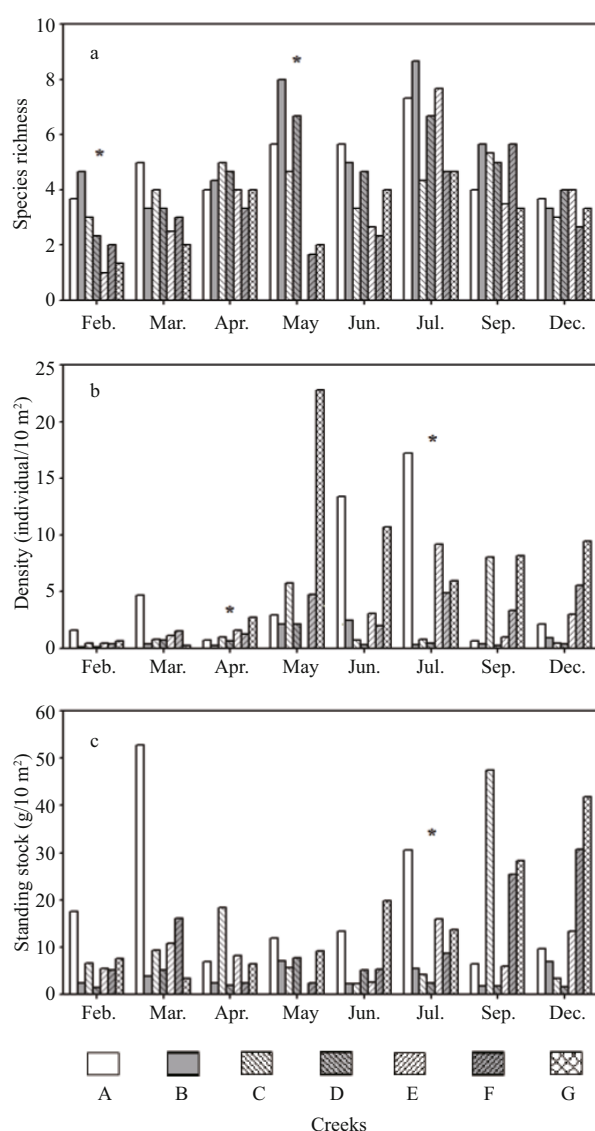 10
a
*
*
8
6
4
2
0
Species richness
Feb. Mar. Apr. May Jun. Jul. Sep. Dec.
25
b
*
*
20
15
10
5
0
Density (individual/10 m²)
Feb. Mar. Apr. May Jun. Jul. Sep. Dec.
60
c
*
50
40
30
20
10
0
Standing stock (g/10 m²)
Feb. Mar. Apr. May Jun. Jul. Sep. Dec.
A B C D E F G
Creeks